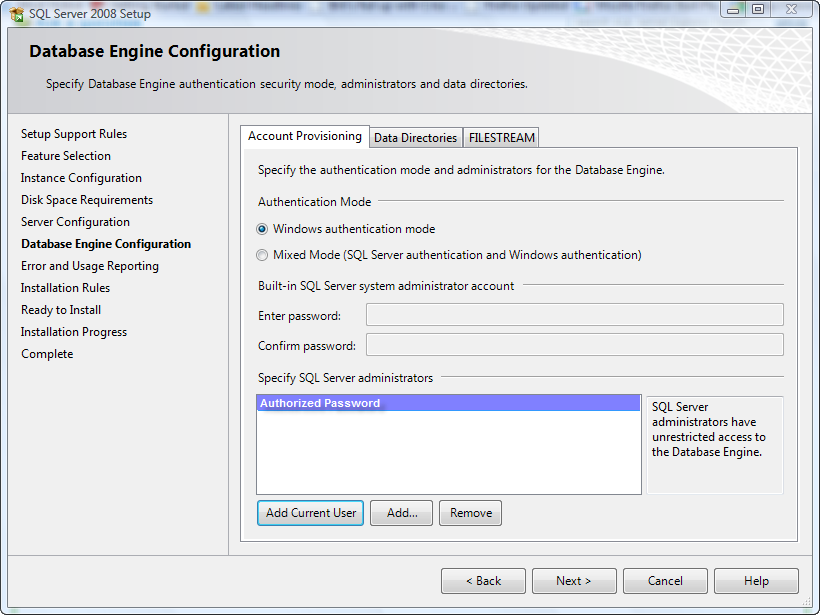 SQL Server 2008 Setup
Database Engine Configuration
Specify Database Engine authentication security mode, administrators and data directories.
Setup Support Rules
Feature Selection
Instance Configuration
Disk Space Requirements
Server Configuration
Database Engine Configuration
Error and Usage Reporting
Installation Rules
Ready to Install
Installation Progress
Complete
Account Provisioning Data Directories FILESTREAM
Specify the authentication mode and administrators for the Database Engine.
Authentication Mode
Windows authentication mode
Mixed Mode (SQL Server authentication and Windows authentication)
Built-in SQL Server system administrator account
Enter password:
Confirm password:
Specify SQL Server administrators
Authorized Password
SQL Server
administrators have
unrestricted access to
the Database Engine.
Add Current User Add... Remove
< Back Next > Cancel Help